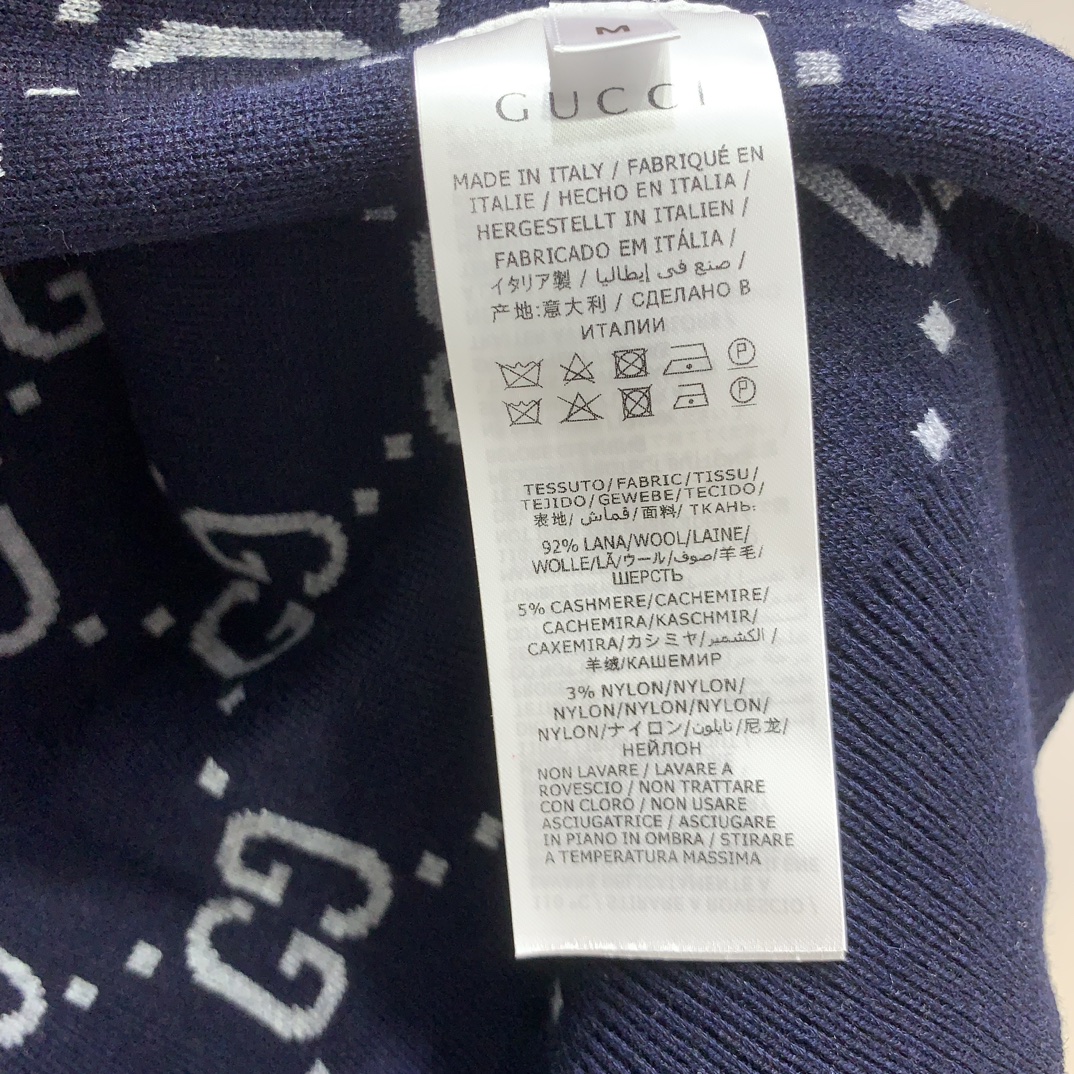 M
GUCCI
MADE IN ITALY / FABRIQUÉ EN
ITALIE / HECHO EN ITALIA /
HERGESTELLT IN ITALIEN /
FABRICADO EM ITÁLIA /
イタリア製 / صنع في إيطاليا /
产地:意大利 / СДЕЛАНО В
ИТАЛИИ
P
P
TESSUTO/FABRIC/TISSU/
TEJIDO/GEWEBE/TECIDO/
表地/ قماش /面料/ ТКАНЬ:
92% LANA/WOOL/LAINE/
WOLLE/LÃ/ウール/صوف/羊毛/
ШЕРСТЬ
5% CASHMERE/CACHEMIRE/
CACHEMIRA/KASCHMIR/
CAXEMIRA/カシミヤ/الكشمير /
羊绒/КАШЕМИР
3% NYLON/NYLON/
NYLON/NYLON/NYLON/
NYLON/ナイロン/نايلون/尼龙/
НЕЙЛОН
NON LAVARE / LAVARE A
ROVESCIO / NON TRATTARE
CON CLORO / NON USARE
ASCIUGATRICE / ASCIUGARE
IN PIANO IN OMBRA / STIRARE
A TEMPERATURA MASSIMA